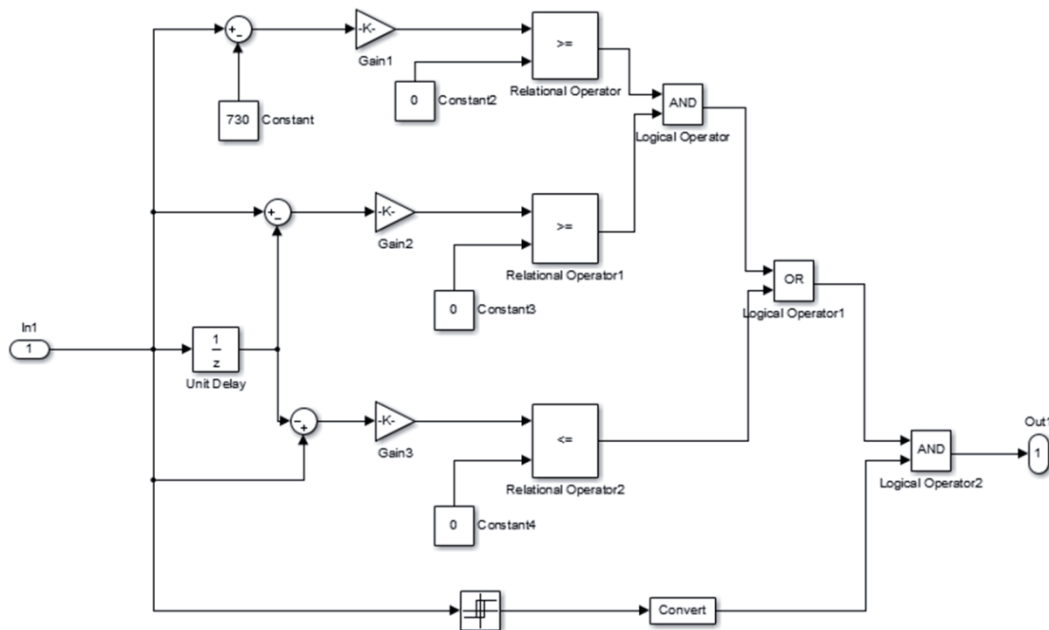 +
−
-K-
Gain1
>=
Relational Operator
730
Constant
0
Constant2
AND
Logical Operator
+
−
-K-
Gain2
>=
Relational Operator1
0
Constant3
OR
Logical Operator1
In1
1
1
z
Unit Delay
−
+
-K-
Gain3
<=
Relational Operator2
0
Constant4
AND
Logical Operator2
Out1
1
Convert